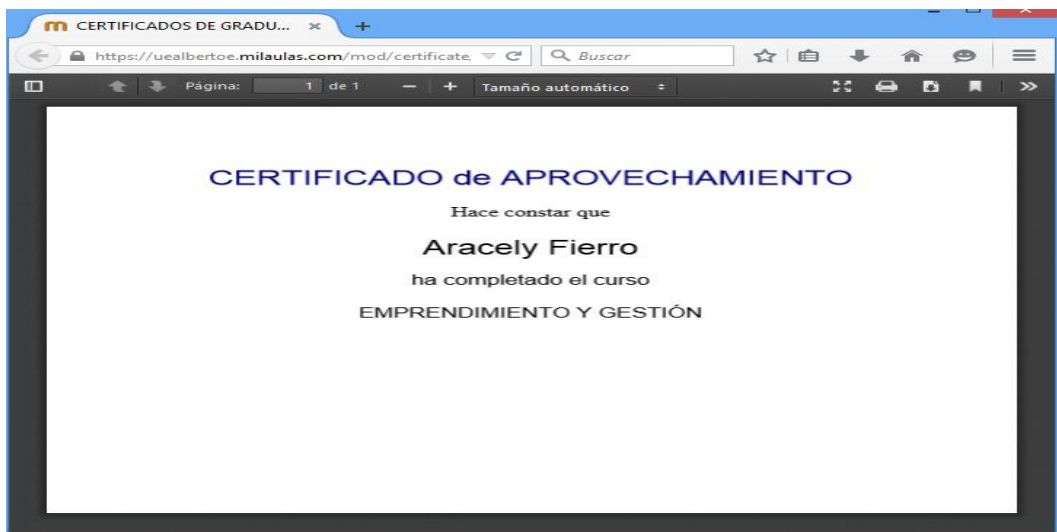 CERTIFICADOS DE GRADU...
https://uealbertoe.milaulas.com/mod/certificate
Buscar
Página: 1 de 1
Tamaño automático
CERTIFICADO de APROVECHAMIENTO
Hace constar que
Aracely Fierro
ha completado el curso
EMPRENDIMIENTO Y GESTIÓN